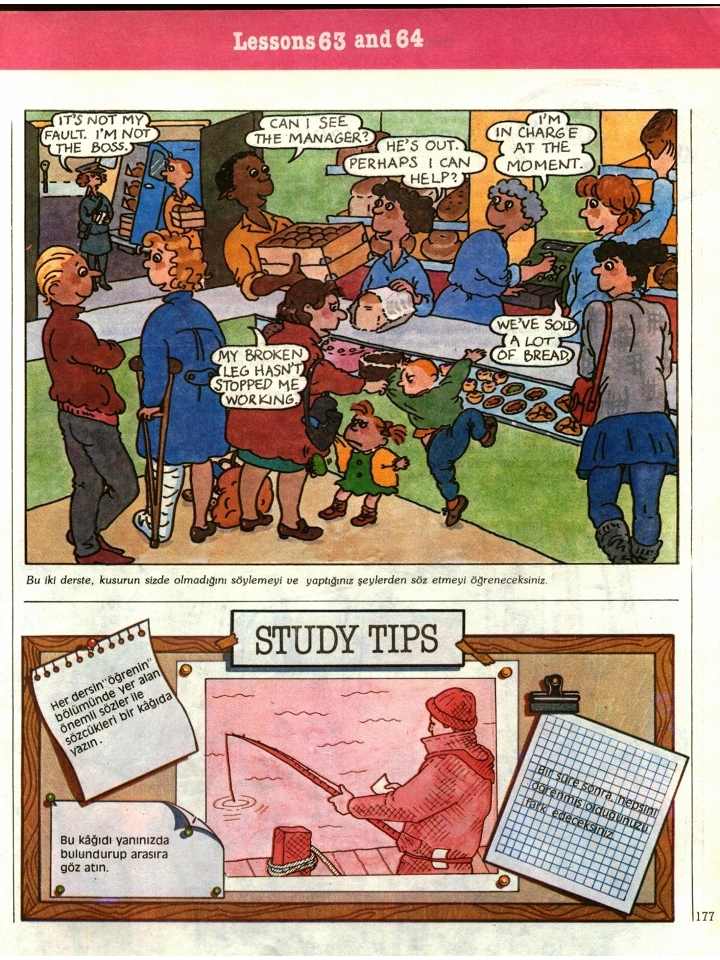 Lessons 63 and 64
IT'S NOT MY
FAULT. I'M NOT
THE BOSS.
CAN I SEE
THE MANAGER?
HE'S OUT.
PERHAPS I CAN
HELP?
I'M
IN CHARGE
AT THE
MOMENT.
MY BROKEN
LEG HASN'T
STOPPED ME
WORKING.
WE'VE SOLD
A LOT
OF BREAD.
Bu iki derste, kusurun sizde olmadığını söylemeyi ve yaptığınız şeylerden söz etmeyi öğreneceksiniz.
STUDY TIPS
Her dersin "öğrenin"
bölümünde yer alan
önemli sözler ile
sözcükleri bir kâğıda
yazın.
Bu kâğıdı yanınızda
bulundurup arasıra
göz atın.
Bir süre sonra, hepsini
öğrenmiş olduğunuzu
fark edeceksiniz.
177